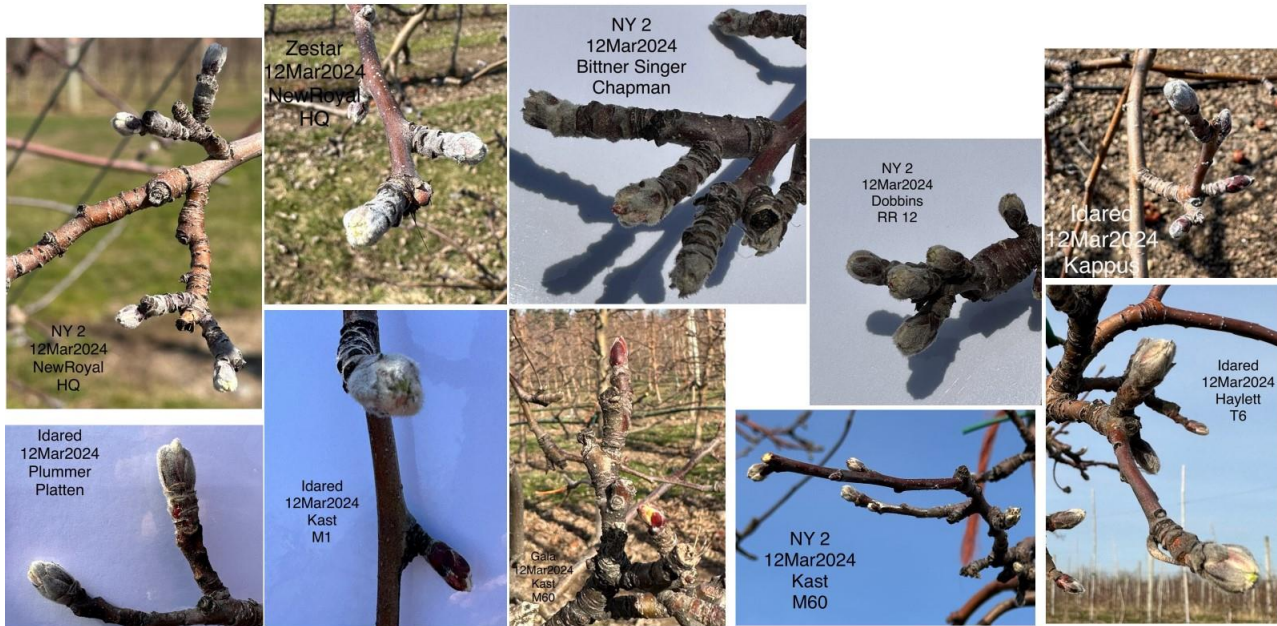 NY 2
12Mar2024
NewRoyal
HQ
Zestar
12Mar2024
NewRoyal
HQ
NY 2
12Mar2024
Bittner Singer
Chapman
NY 2
12Mar2024
Dobbins
RR 12
Idared
12Mar2024
Kappus
Idared
12Mar2024
Plummer
Platten
Idared
12Mar2024
Kast
M1
Gala
12Mar2024
Kast
M60
NY 2
12Mar2024
Kast
M60
Idared
12Mar2024
Haylett
T6